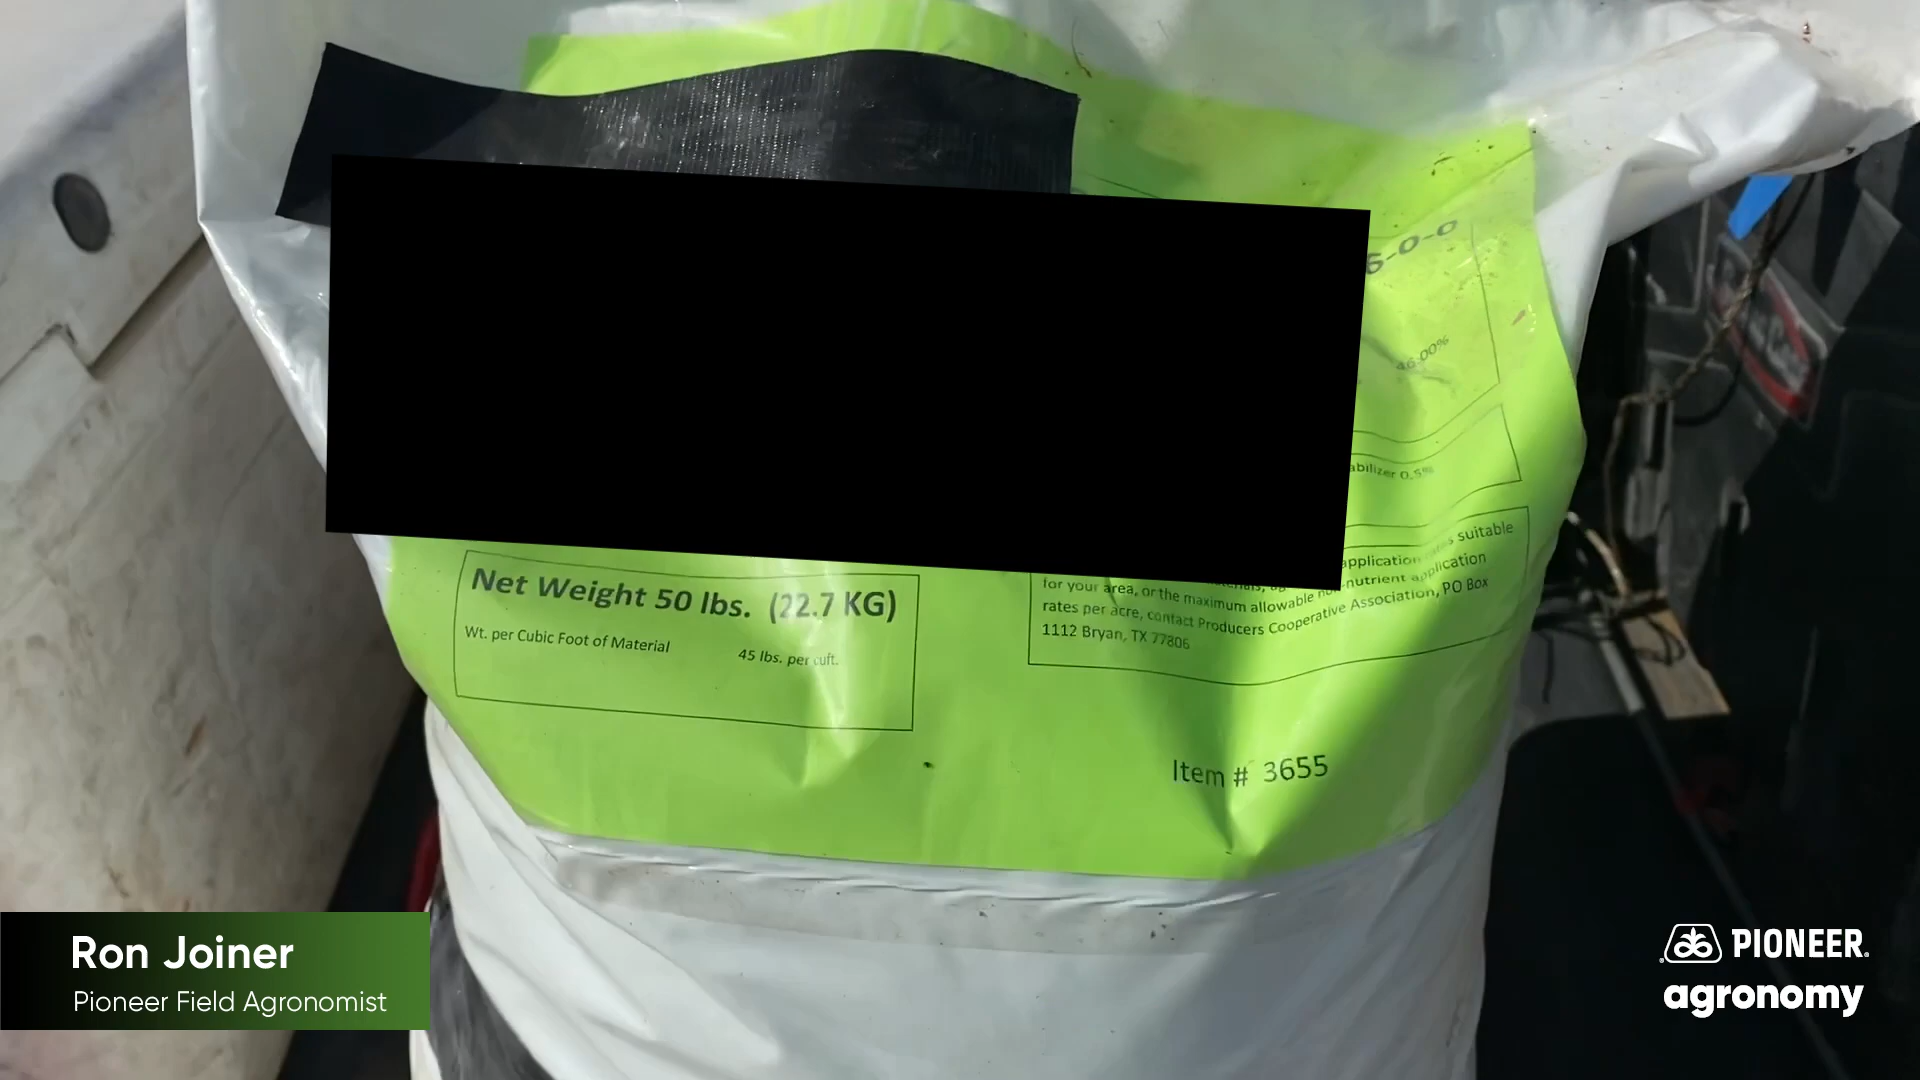 6-0-0
46.00%
abilizer 0.5%
Net Weight 50 lbs. (22.7 KG)
Wt. per Cubic Foot of Material 45 lbs. per cuft.
application rates suitable
for your area, or the maximum allowable non-nutrient application
rates per acre, contact Producers Cooperative Association, PO Box
1112 Bryan, TX 77806
Item # 3655
Ron Joiner
Pioneer Field Agronomist
PIONEER.
agronomy